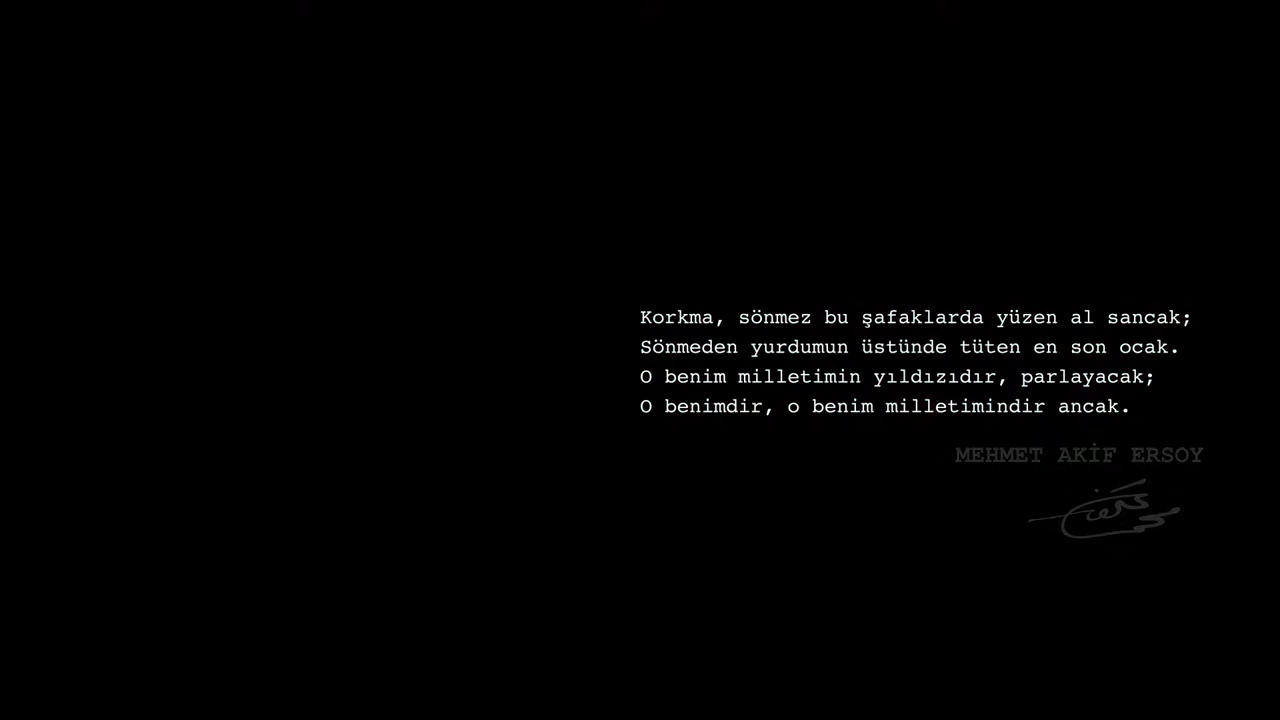 Korkma, sönmez bu şafaklarda yüzen al sancak;
Sönmeden yurdumun üstünde tüten en son ocak.
O benim milletimin yıldızıdır, parlayacak;
O benimdir, o benim milletimindir ancak.
MEHMET AKİF ERSOY